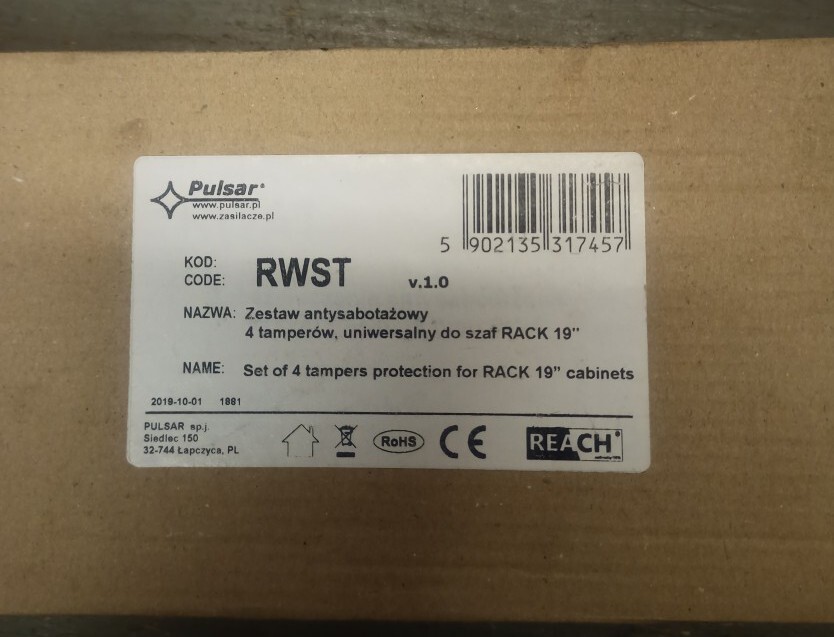 Pulsar®
www.pulsar.pl
www.zasilacze.pl
5 902135 317457
KOD:
CODE: RWST v.1.0
NAZWA: Zestaw antysabotażowy
4 tamperów, uniwersalny do szaf RACK 19"
NAME: Set of 4 tampers protection for RACK 19" cabinets
2019-10-01 1881
PULSAR sp.j.
Siedlec 150
32-744 Łapczyca, PL
RoHS
CE
REACH